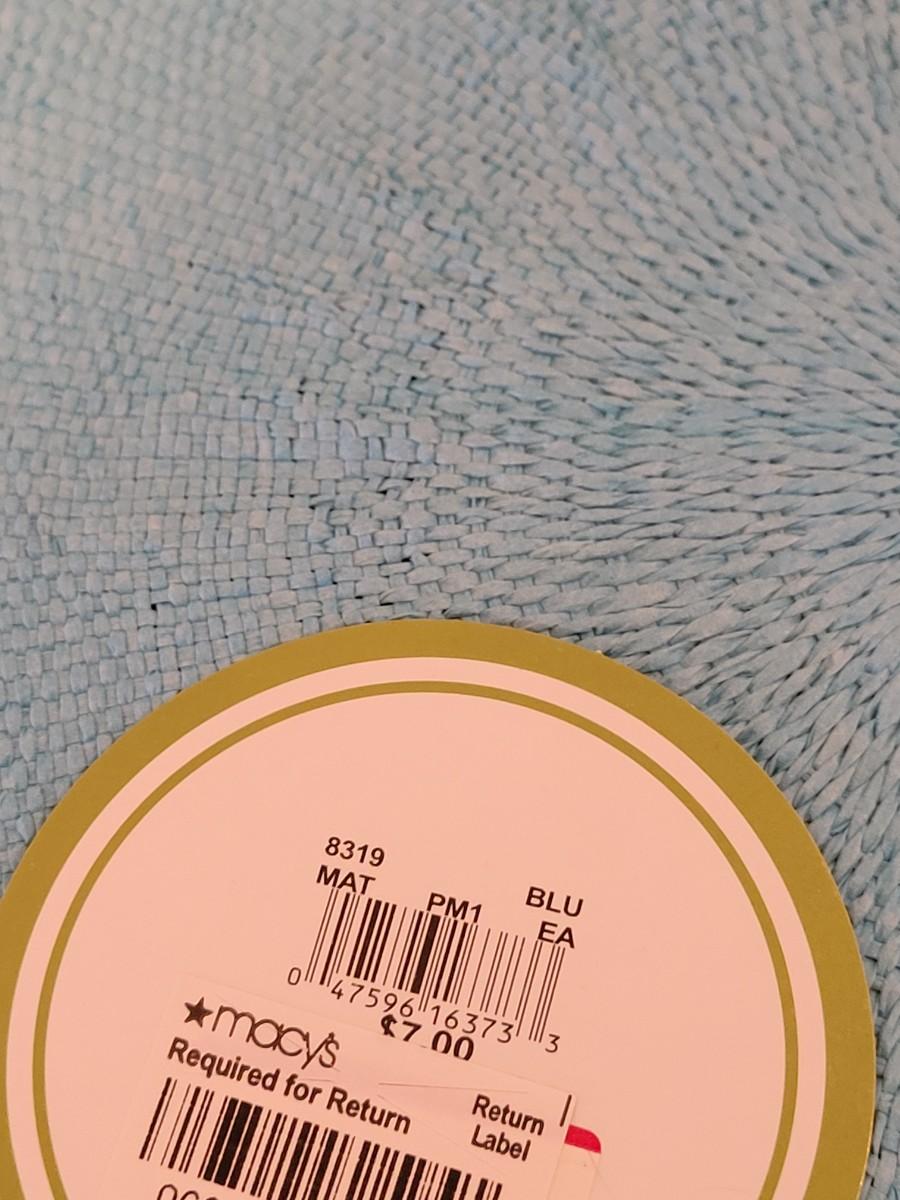 8319
MAT PM1 BLU
EA
0 47596 16373 3
$7.00
★macy's
Required for Return
Return
Label